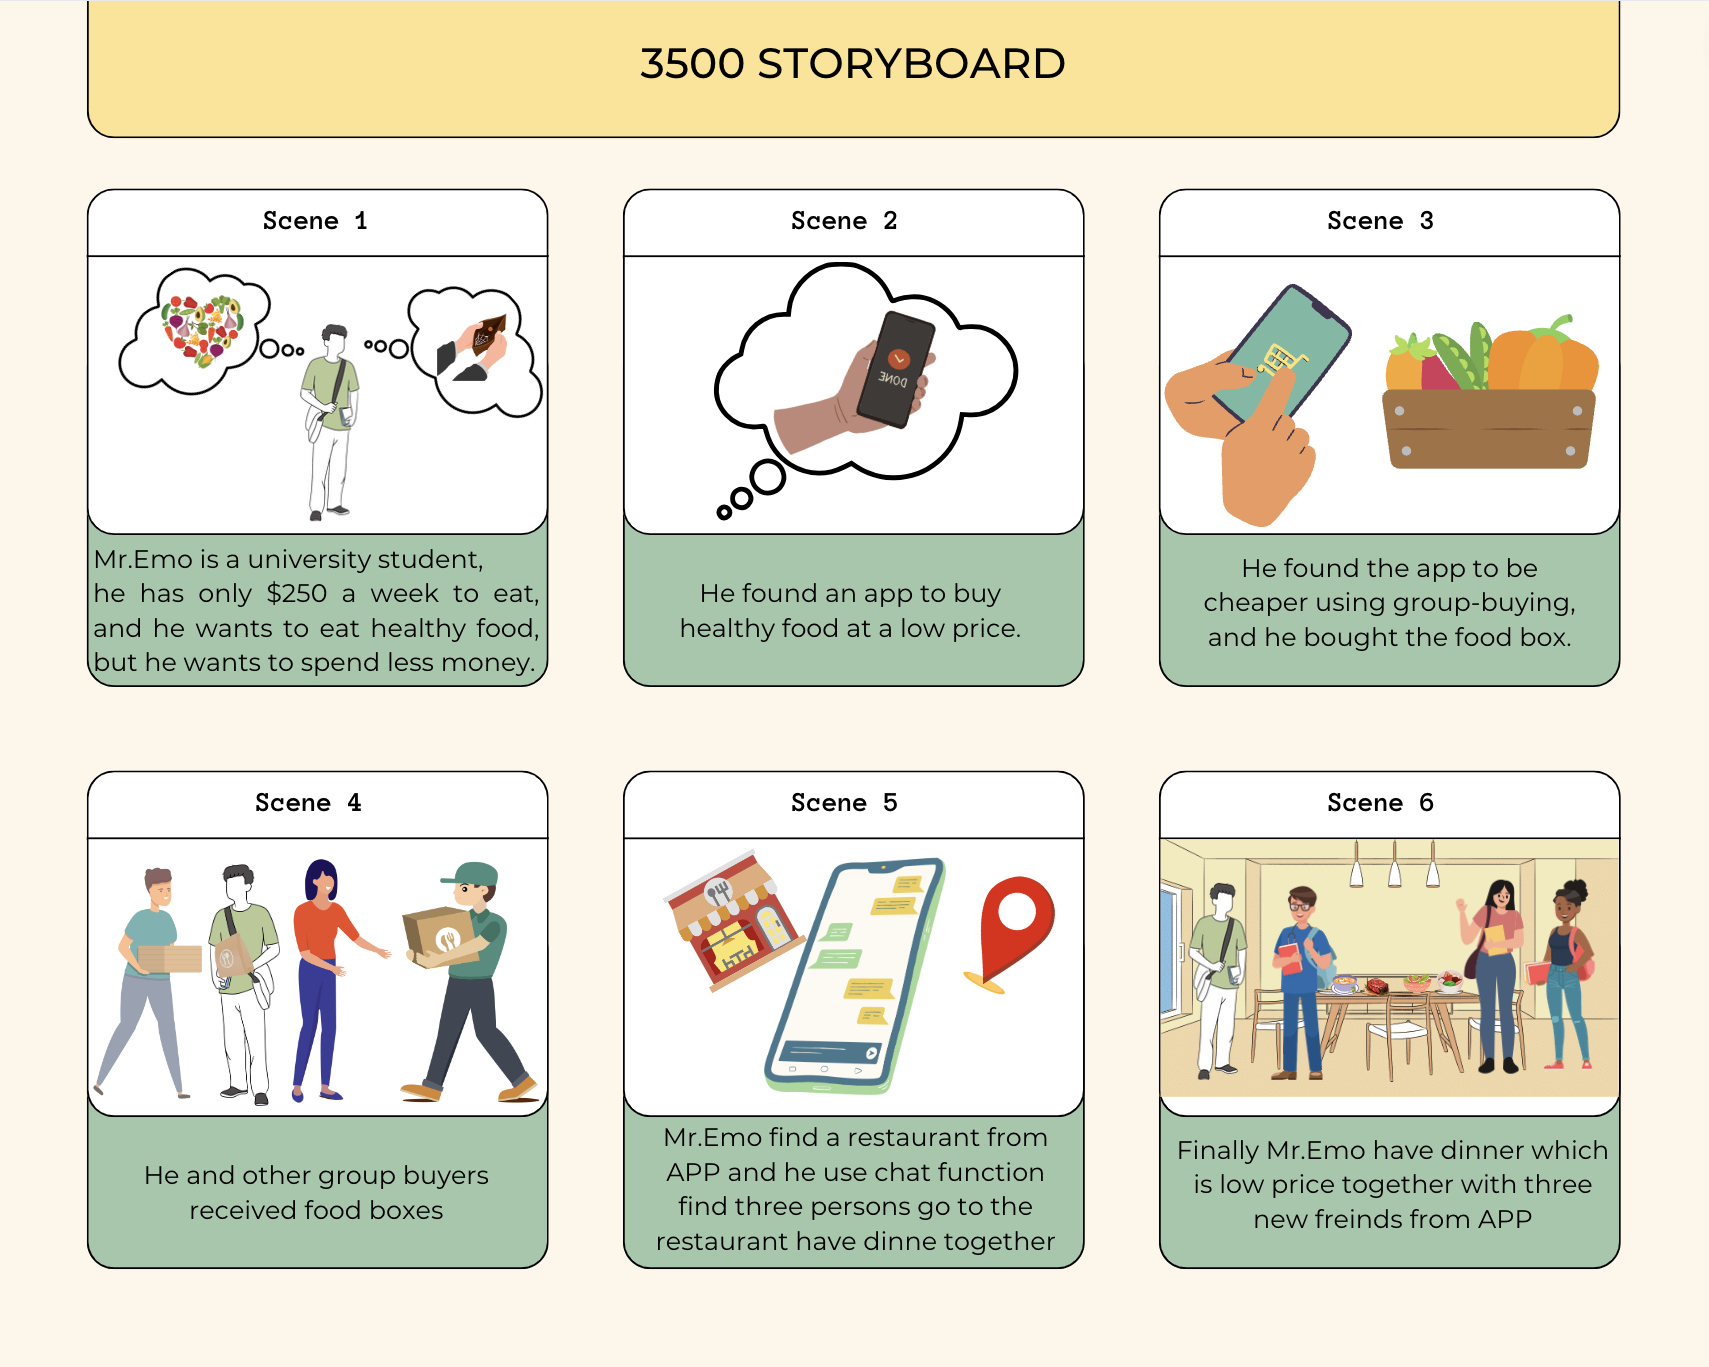 3500 STORYBOARD
Scene 1
Mr.Emo is a university student,
he has only $250 a week to eat,
and he wants to eat healthy food,
but he wants to spend less money.
Scene 2
DONE
He found an app to buy
healthy food at a low price.
Scene 3
He found the app to be
cheaper using group-buying,
and he bought the food box.
Scene 4
He and other group buyers
received food boxes
Scene 5
Mr.Emo find a restaurant from
APP and he use chat function
find three persons go to the
restaurant have dinne together
Scene 6
Finally Mr.Emo have dinner which
is low price together with three
new freinds from APP